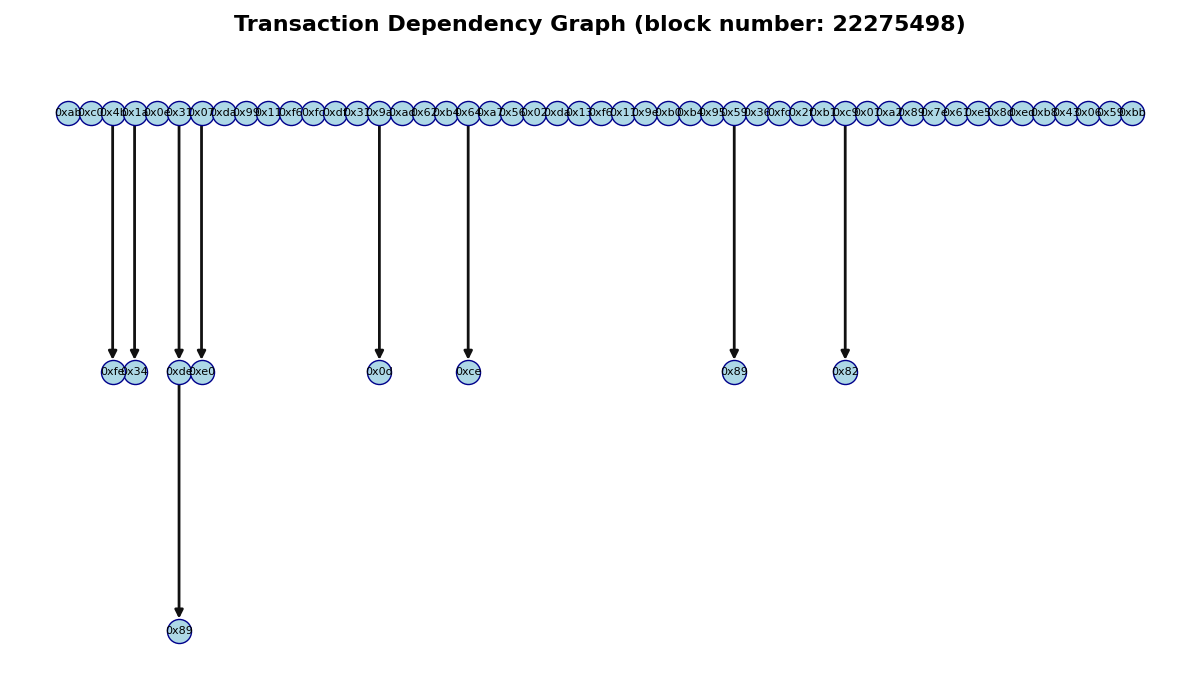 Transaction Dependency Graph (block number: 22275498)
0xab 0xc0 0x4b 0x1a 0x0e 0x31 0x07 0xda 0x99 0x11 0xf6 0xfc 0xdf 0x31 0x9a 0xad 0x62 0xb4 0x64 0xa7 0x56 0x02 0xda 0x13 0xf6 0x11 0x9e 0xb0 0xb4 0x95 0x59 0x36 0xfc 0x2f 0xb1 0xc9 0x01 0xa2 0x89 0x7e 0x61 0xe5 0x8d 0xed 0xb8 0x43 0x06 0x59 0xbb
0xfe 0x34 0xde 0xe0 0x0d 0xce 0x89 0x82
0x89